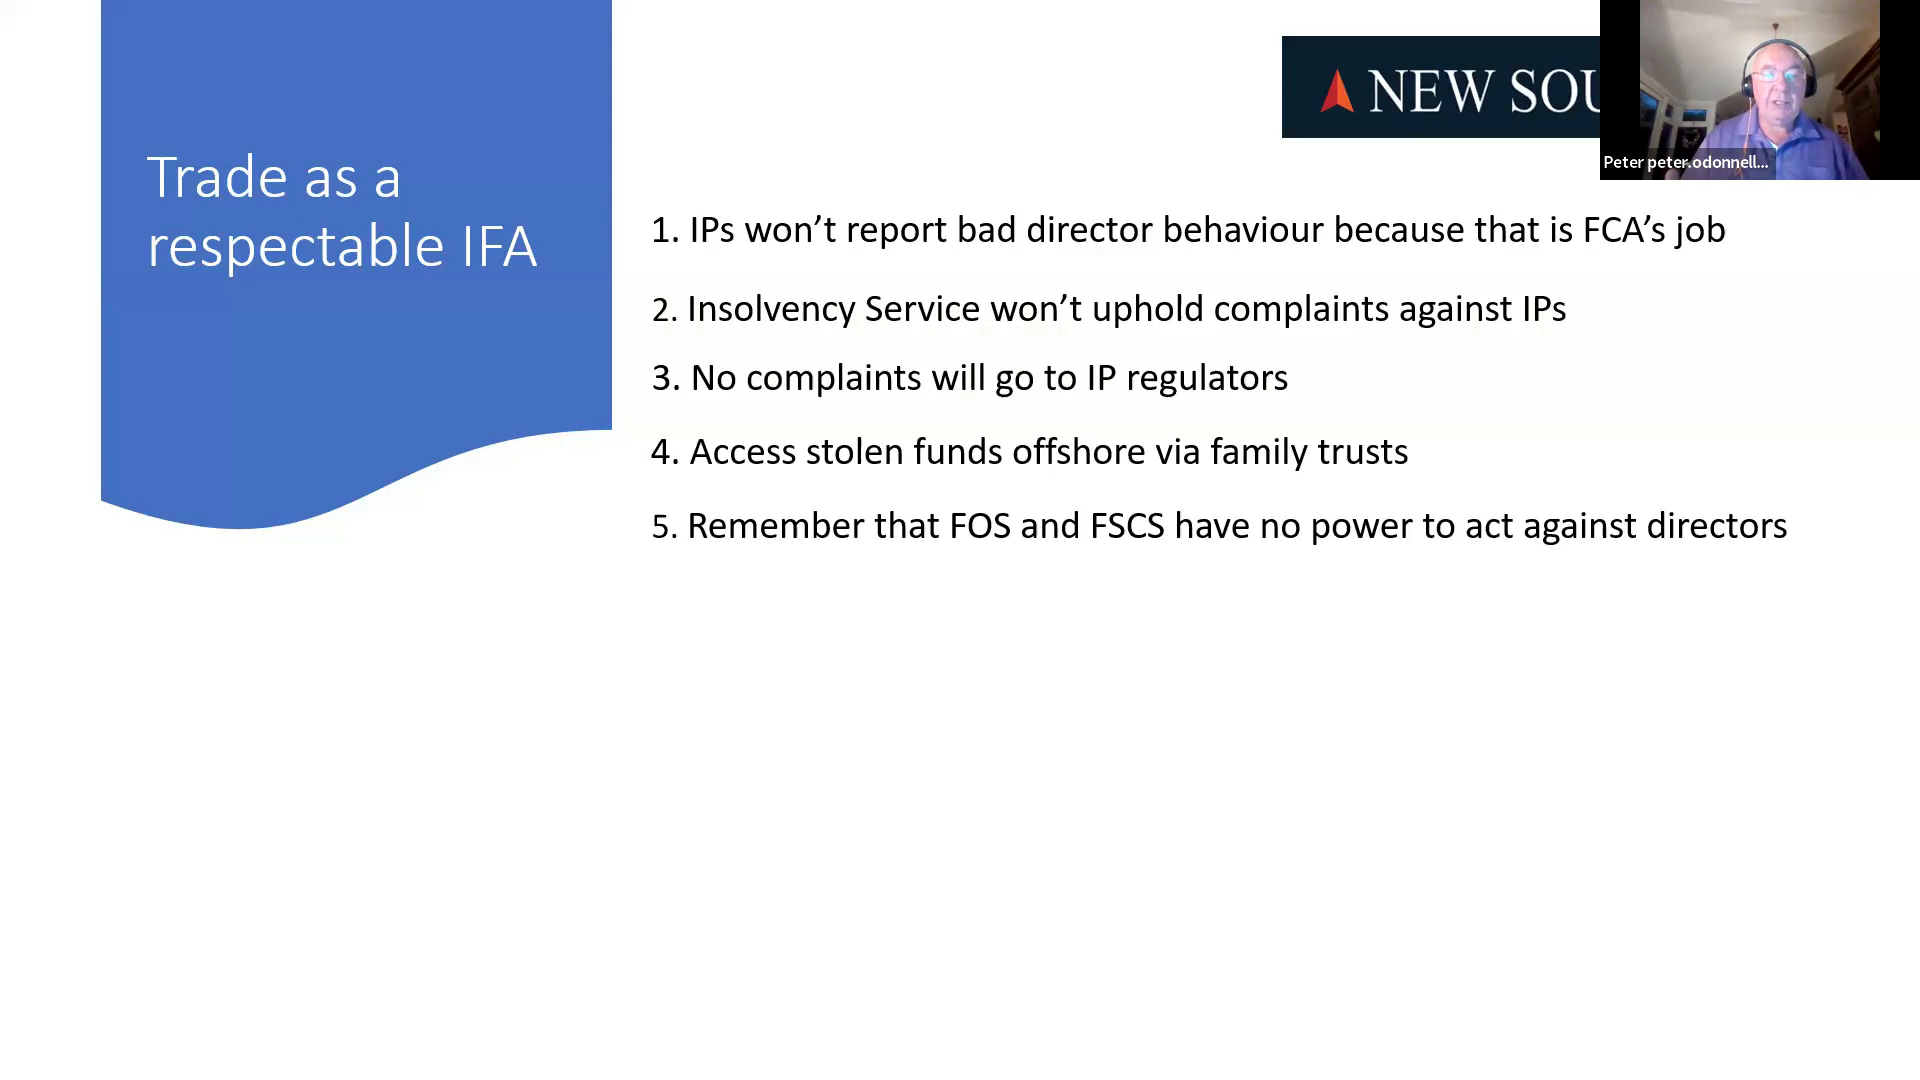 Trade as a
respectable IFA
NEW SOU
Peter peter.odonnell...
1. IPs won’t report bad director behaviour because that is FCA’s job
2. Insolvency Service won’t uphold complaints against IPs
3. No complaints will go to IP regulators
4. Access stolen funds offshore via family trusts
5. Remember that FOS and FSCS have no power to act against directors